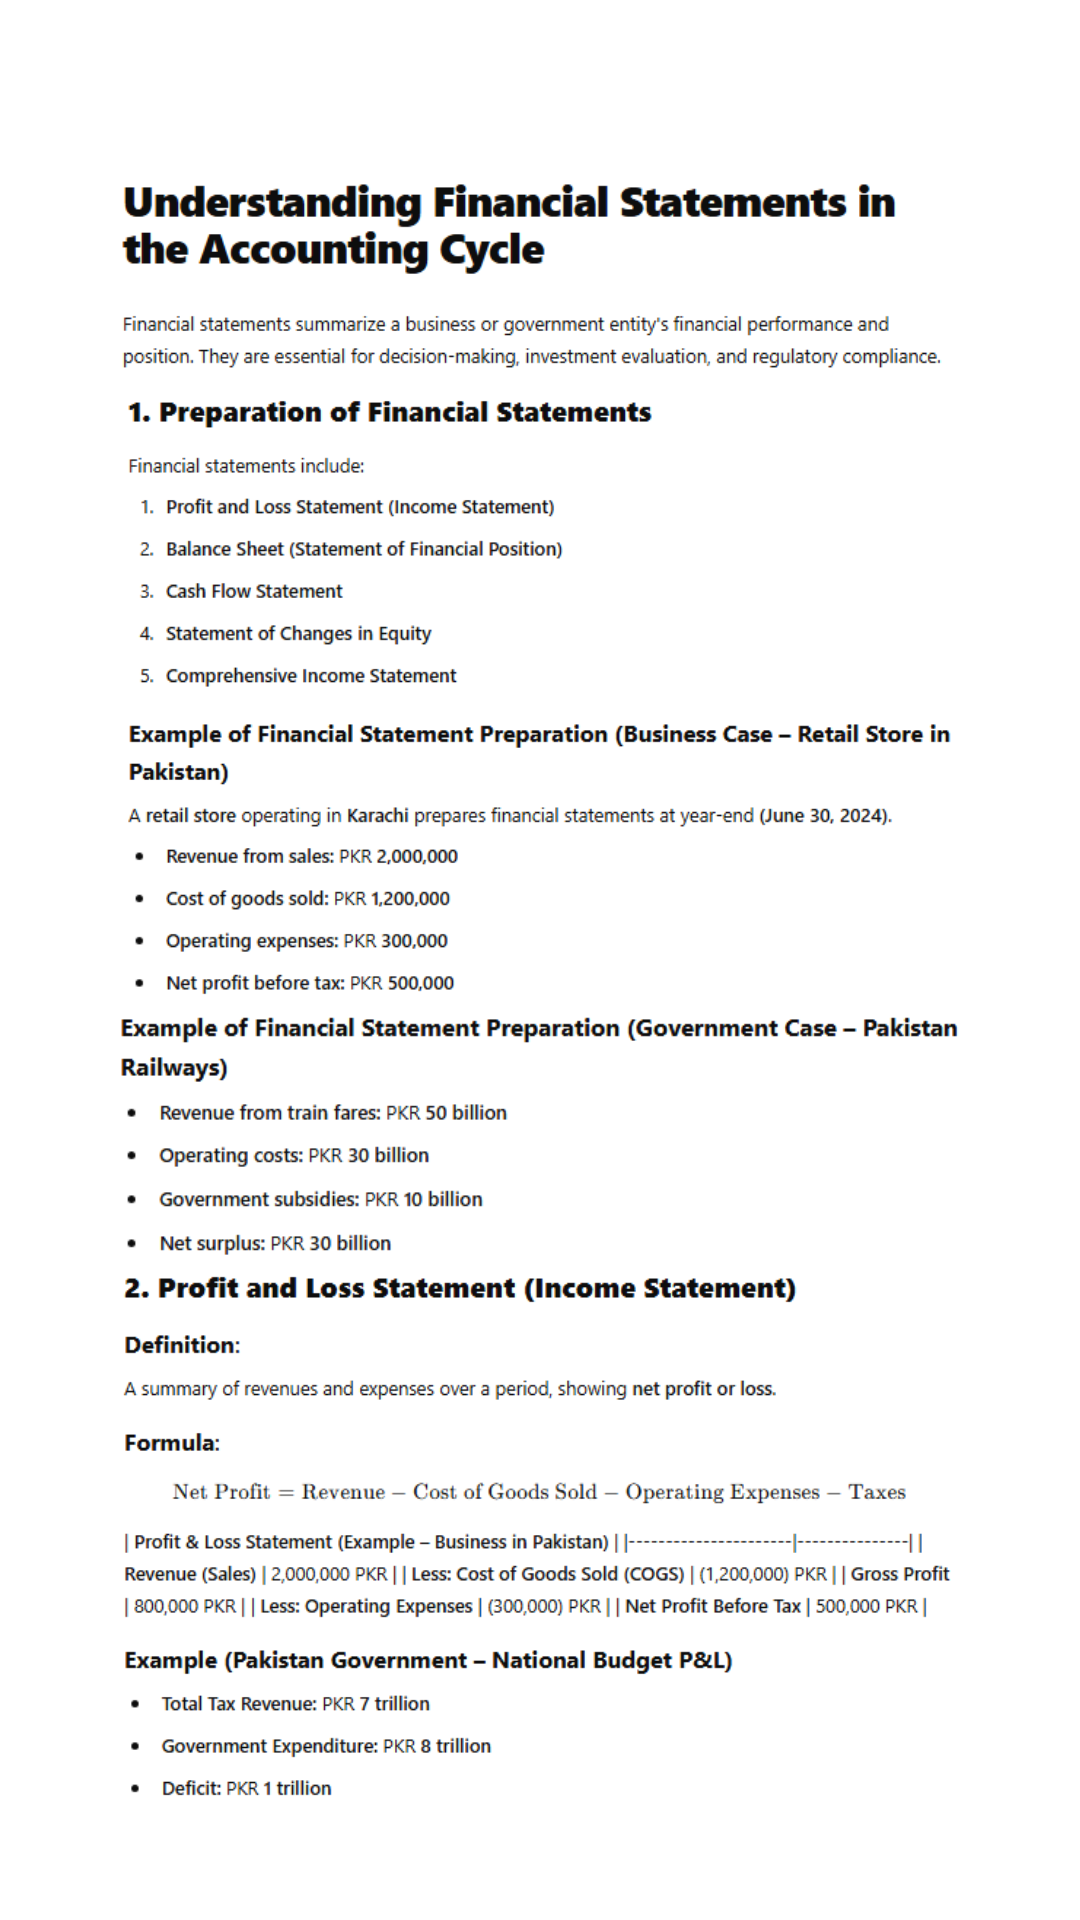 Understanding Financial Statements in
the Accounting Cycle
Financial statements summarize a business or government entity's financial performance and
position. They are essential for decision-making, investment evaluation, and regulatory compliance.
1. Preparation of Financial Statements
Financial statements include:
1. Profit and Loss Statement (Income Statement)
2. Balance Sheet (Statement of Financial Position)
3. Cash Flow Statement
4. Statement of Changes in Equity
5. Comprehensive Income Statement
Example of Financial Statement Preparation (Business Case – Retail Store in
Pakistan)
A retail store operating in Karachi prepares financial statements at year-end (June 30, 2024).
• Revenue from sales: PKR 2,000,000
• Cost of goods sold: PKR 1,200,000
• Operating expenses: PKR 300,000
• Net profit before tax: PKR 500,000
Example of Financial Statement Preparation (Government Case – Pakistan
Railways)
• Revenue from train fares: PKR 50 billion
• Operating costs: PKR 30 billion
• Government subsidies: PKR 10 billion
• Net surplus: PKR 30 billion
2. Profit and Loss Statement (Income Statement)
Definition:
A summary of revenues and expenses over a period, showing net profit or loss.
Formula:
Net Profit = Revenue − Cost of Goods Sold − Operating Expenses − Taxes
| Profit & Loss Statement (Example – Business in Pakistan) | |----------------------|---------------| |
Revenue (Sales) | 2,000,000 PKR | | Less: Cost of Goods Sold (COGS) | (1,200,000) PKR | | Gross Profit
| 800,000 PKR | | Less: Operating Expenses | (300,000) PKR | | Net Profit Before Tax | 500,000 PKR |
Example (Pakistan Government – National Budget P&L)
• Total Tax Revenue: PKR 7 trillion
• Government Expenditure: PKR 8 trillion
• Deficit: PKR 1 trillion